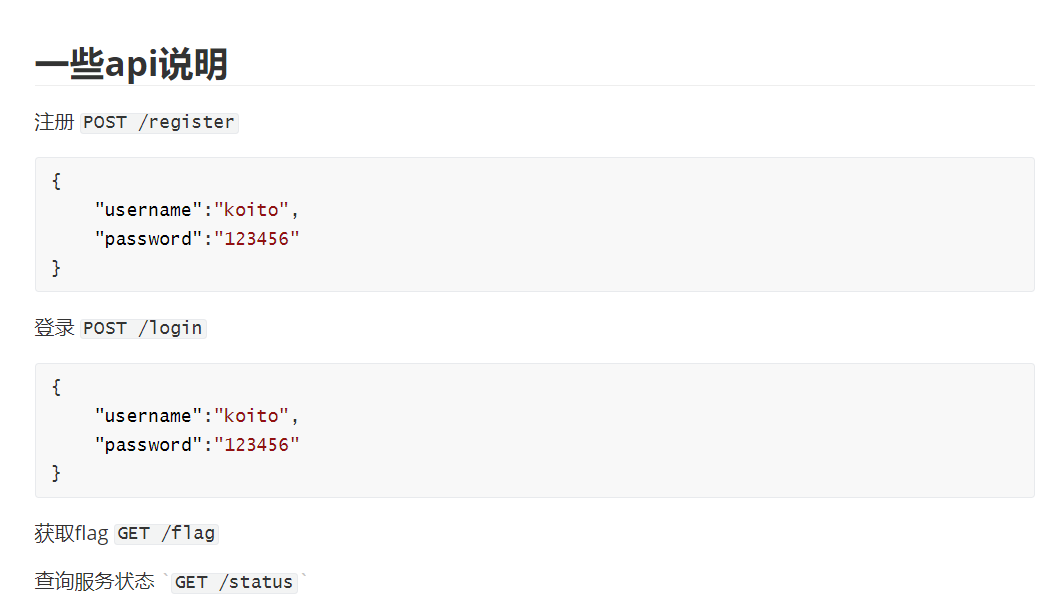 一些api说明
注册 POST /register
{
"username":"koito",
"password":"123456"
}
登录 POST /login
{
"username":"koito",
"password":"123456"
}
获取flag GET /flag
查询服务状态 `GET /status`